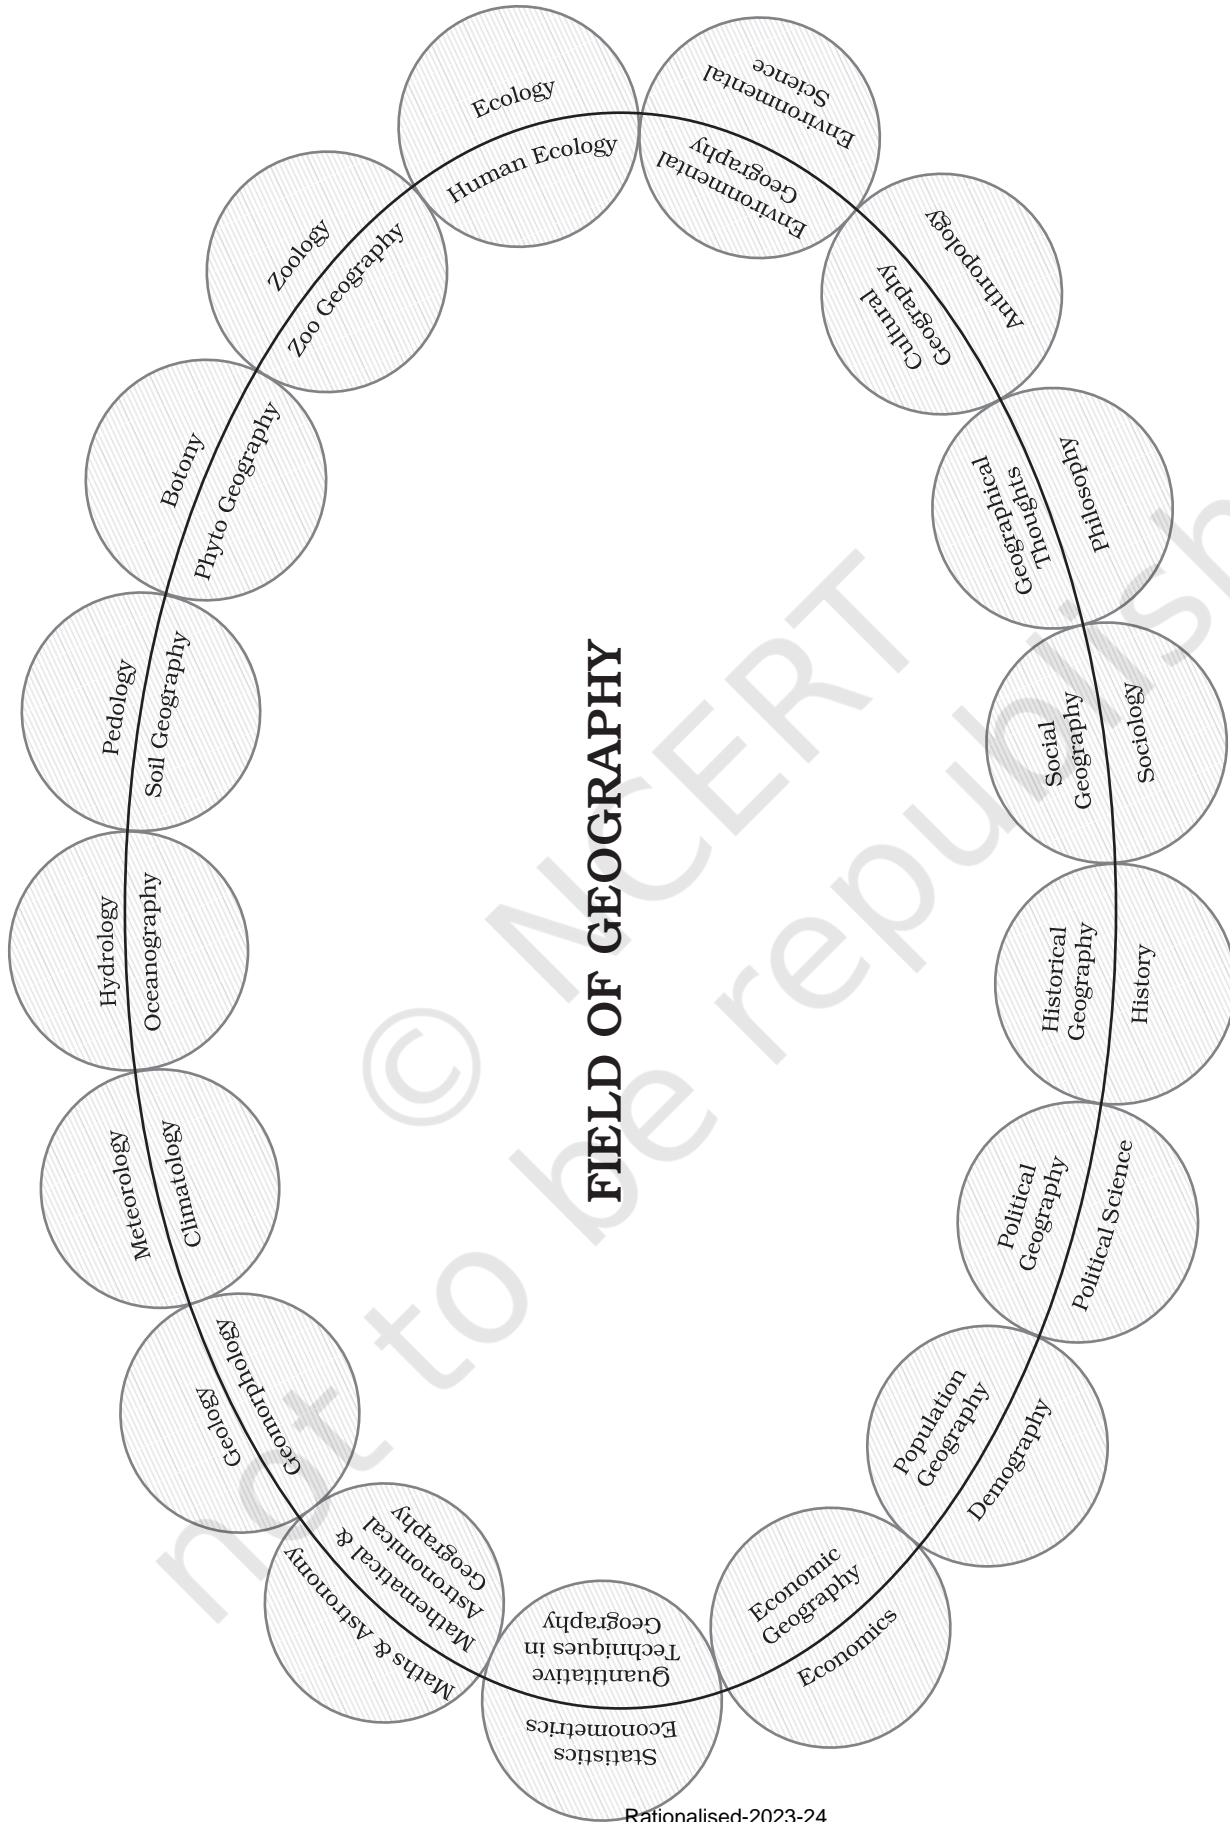 Ecology
Human Ecology
Environmental
Science
Environmental
Geography
Anthropology
Cultural
Geography
Philosophy
Geographical
Thoughts
Sociology
Social
Geography
History
Historical
Geography
Political Science
Political
Geography
Demography
Population
Geography
Economics
Economic
Geography
Statistics
Econometrics
Quantitative
Techniques in
Geography
Maths & Astronomy
Mathematical &
Astronomical
Geography
Geology
Geomorphology
Meteorology
Climatology
Hydrology
Oceanography
Pedology
Soil Geography
Botony
Phyto Geography
Zoology
Zoo Geography
FIELD OF GEOGRAPHY
© NCERT
not to be republish
Rationalised-2023-24